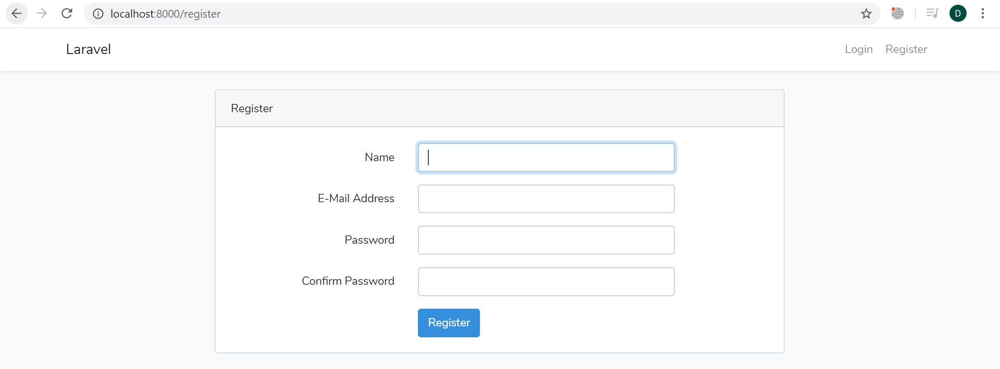 localhost:8000/register
D
Laravel
Login Register
Register
Name
E-Mail Address
Password
Confirm Password
Register